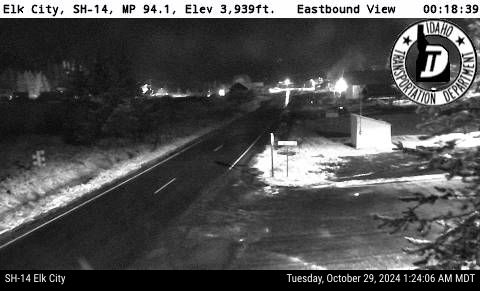 Elk City, SH-14, MP 94.1, Elev 3,939ft. Eastbound View 00:18:39
IDAHO
TRANSPORTATION DEPARTMENT
SH-14 Elk City Tuesday, October 29, 2024 1:24:06 AM MDT